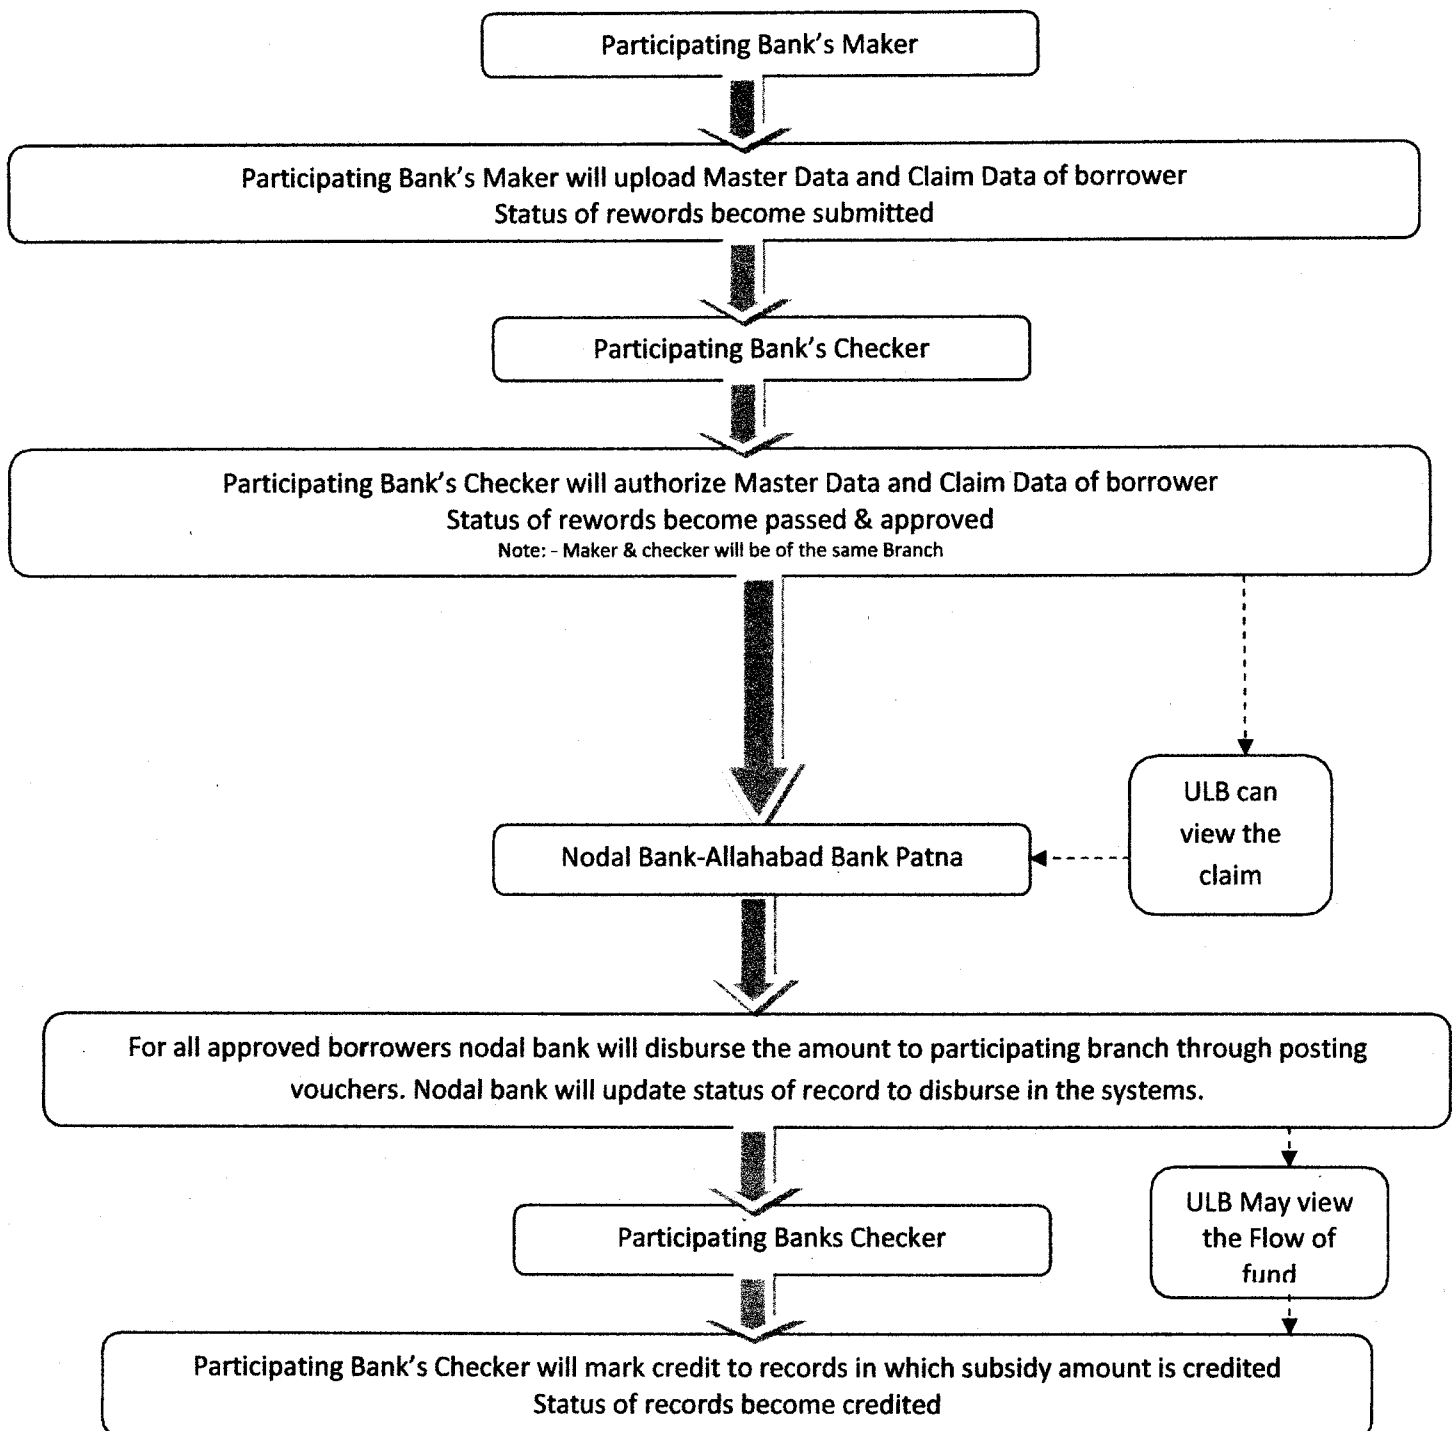 Participating Bank's Maker
Participating Bank's Maker will upload Master Data and Claim Data of borrower
Status of rewords become submitted
Participating Bank's Checker
Participating Bank's Checker will authorize Master Data and Claim Data of borrower
Status of rewords become passed & approved
Note: - Maker & checker will be of the same Branch
ULB can
view the
claim
Nodal Bank-Allahabad Bank Patna
For all approved borrowers nodal bank will disburse the amount to participating branch through posting
vouchers. Nodal bank will update status of record to disburse in the systems.
ULB May view
the Flow of
fund
Participating Banks Checker
Participating Bank's Checker will mark credit to records in which subsidy amount is credited
Status of records become credited